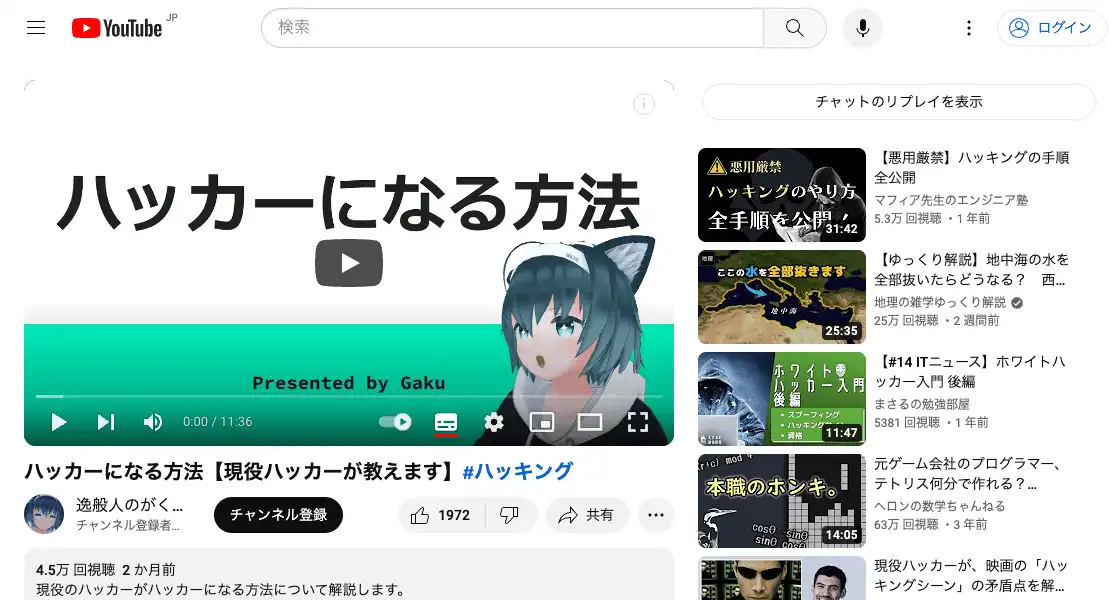 YouTube JP
検索
ログイン
ハッカーになる方法
Presented by Gaku
0:00 / 11:36
ハッカーになる方法【現役ハッカーが教えます】#ハッキング
逸般人のがく...
チャンネル登録者...
チャンネル登録
1972
共有
4.5万 回視聴 2 か月前
現役のハッカーがハッカーになる方法について解説します。
チャットのリプレイを表示
悪用厳禁
ハッキングのやり方
全手順を公開!
31:42
【悪用厳禁】ハッキングの手順
全公開
マフィア先生のエンジニア塾
5.3万 回視聴 ・1 年前
地理
ここの水を全部抜きます
地中海
25:35
【ゆっくり解説】地中海の水を
全部抜いたらどうなる? 西...
地理の雑学ゆっくり解説
25万 回視聴 ・2 週間前
ホワイト
ハッカー入門
後編
• スプーフィング
• ハッキング
• 資格
11:47
【#14 ITニュース】ホワイトハ
ッカー入門 後編
まさるの勉強部屋
5381 回視聴 ・1 年前
本職のホンキ。
14:05
元ゲーム会社のプログラマー、
テトリス何分で作れる?...
ヘロンの数学ちゃんねる
63万 回視聴 ・3 年前
現役ハッカーが、映画の「ハッ
キングシーン」の矛盾点を解...